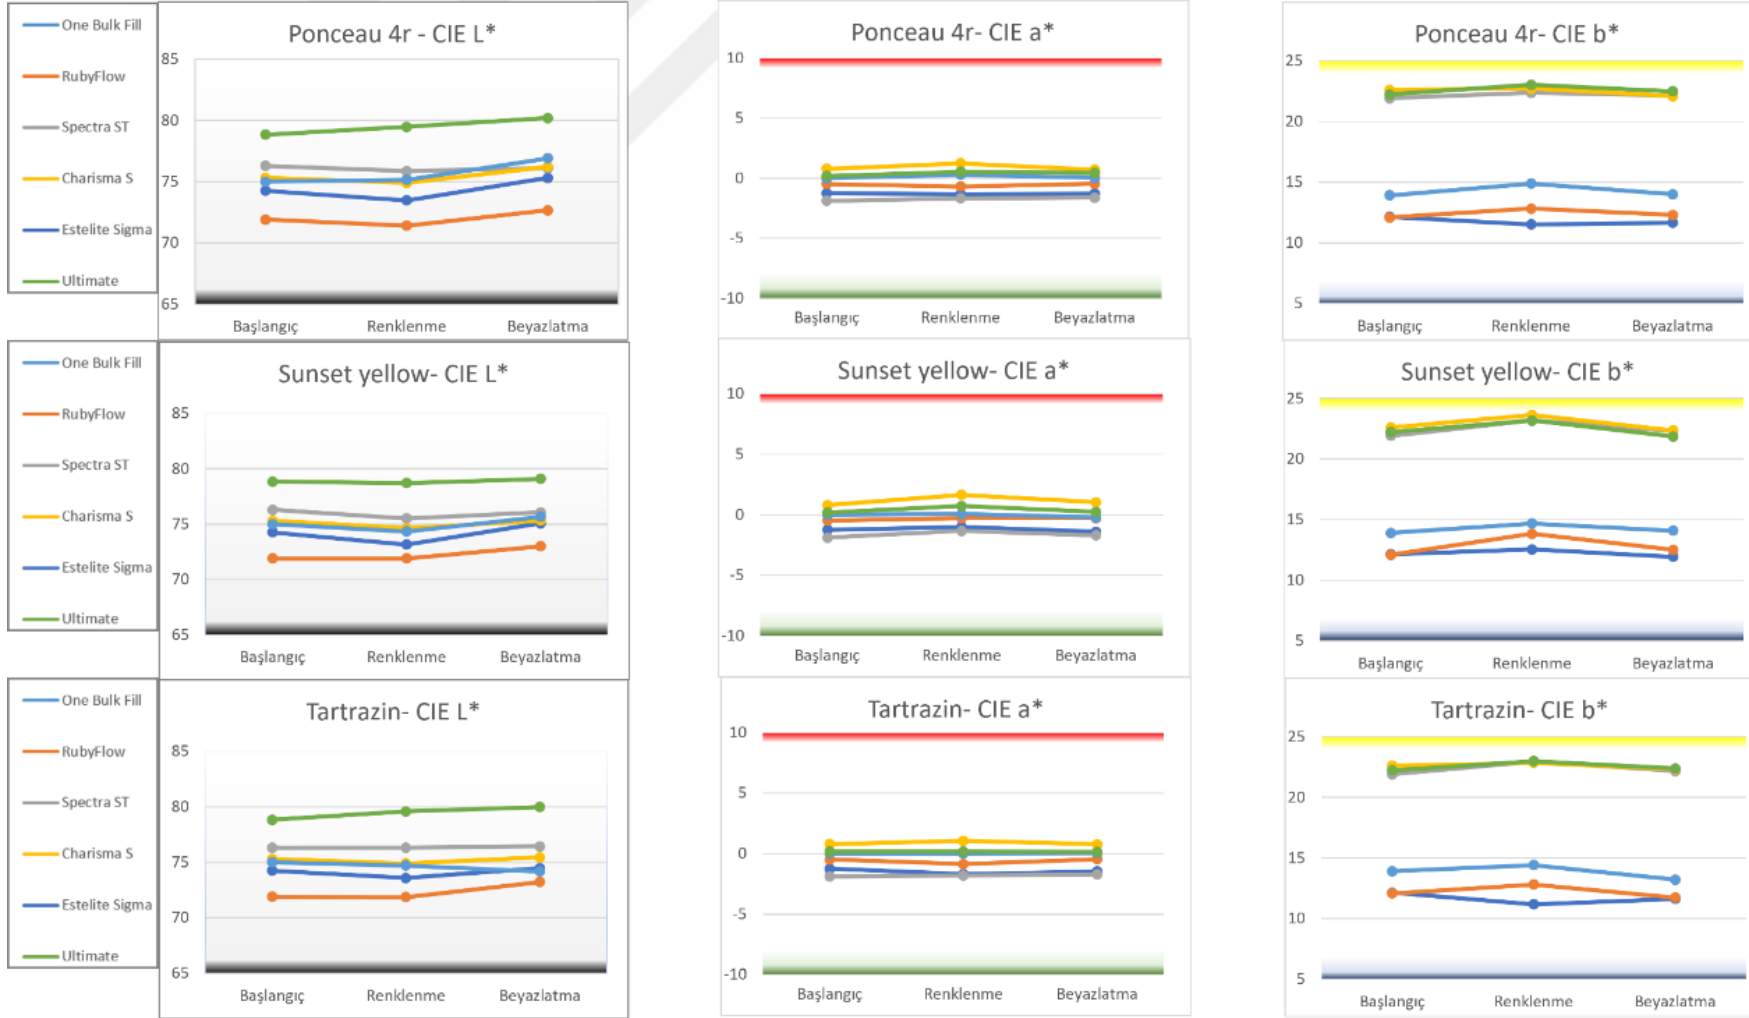 One Bulk Fill
RubyFlow
Spectra ST
Charisma S
Estelite Sigma
Ultimate
Ponceau 4r - CIE L*
85
80
75
70
65
Başlangıç Renklenme Beyazlatma
Ponceau 4r- CIE a*
10
5
0
-5
-10
Başlangıç Renklenme Beyazlatma
Ponceau 4r- CIE b*
25
20
15
10
5
Başlangıç Renklenme Beyazlatma
One Bulk Fill
RubyFlow
Spectra ST
Charisma S
Estelite Sigma
Ultimate
Sunset yellow- CIE L*
85
80
75
70
65
Başlangıç Renklenme Beyazlatma
Sunset yellow- CIE a*
10
5
0
-5
-10
Başlangıç Renklenme Beyazlatma
Sunset yellow- CIE b*
25
20
15
10
5
Başlangıç Renklenme Beyazlatma
One Bulk Fill
RubyFlow
Spectra ST
Charisma S
Estelite Sigma
Ultimate
Tartrazin- CIE L*
85
80
75
70
65
Başlangıç Renklenme Beyazlatma
Tartrazin- CIE a*
10
5
0
-5
-10
Başlangıç Renklenme Beyazlatma
Tartrazin- CIE b*
25
20
15
10
5
Başlangıç Renklenme Beyazlatma